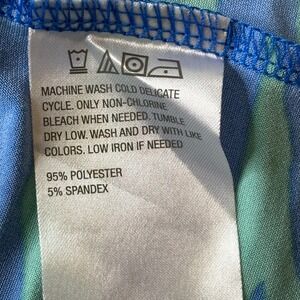 MACHINE WASH COLD DELICATE
CYCLE. ONLY NON-CHLORINE
BLEACH WHEN NEEDED. TUMBLE
DRY LOW. WASH AND DRY WITH LIKE
COLORS. LOW IRON IF NEEDED
95% POLYESTER
5% SPANDEX